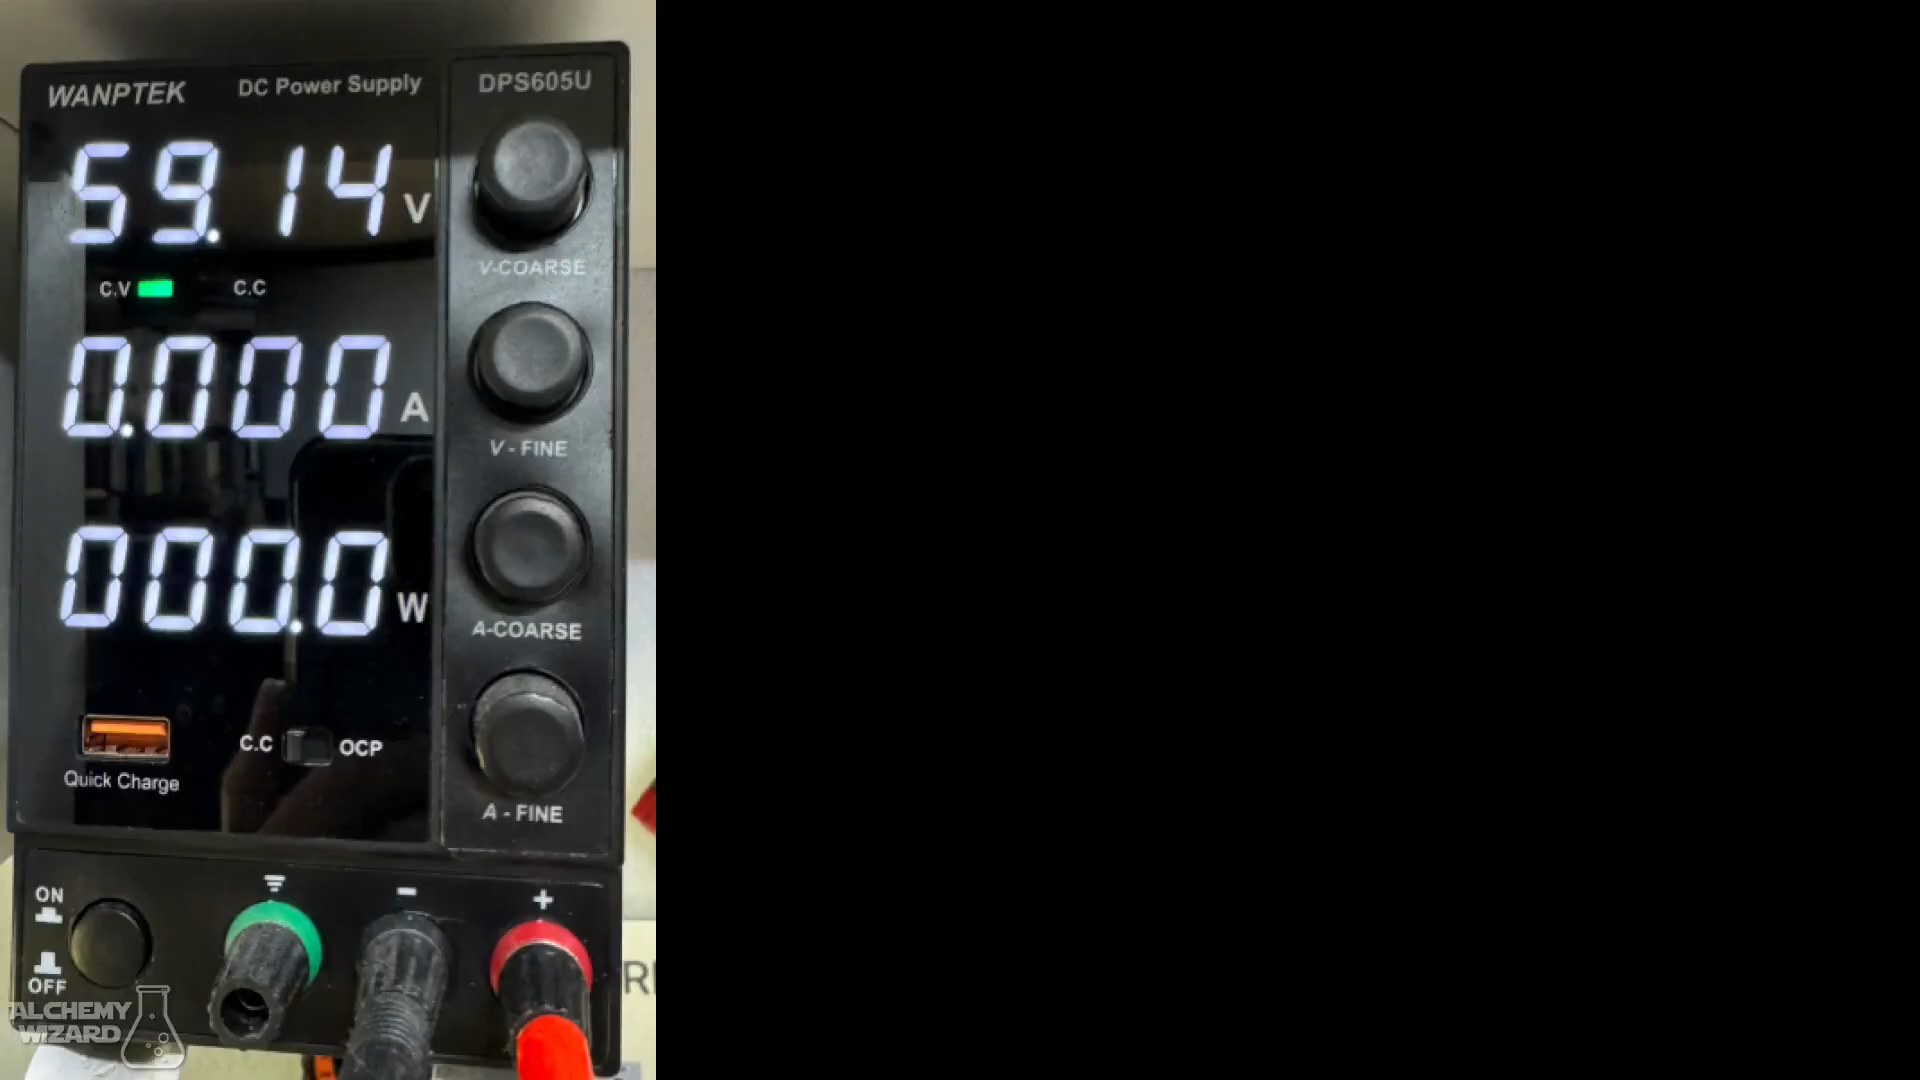 WANPTEK DC Power Supply DPS605U
59.14 V
C.V C.C
V-COARSE
0.000 A
V - FINE
000.0 W
A-COARSE
C.C OCP
Quick Charge
A - FINE
ON
OFF
ALCHEMY
WIZARD